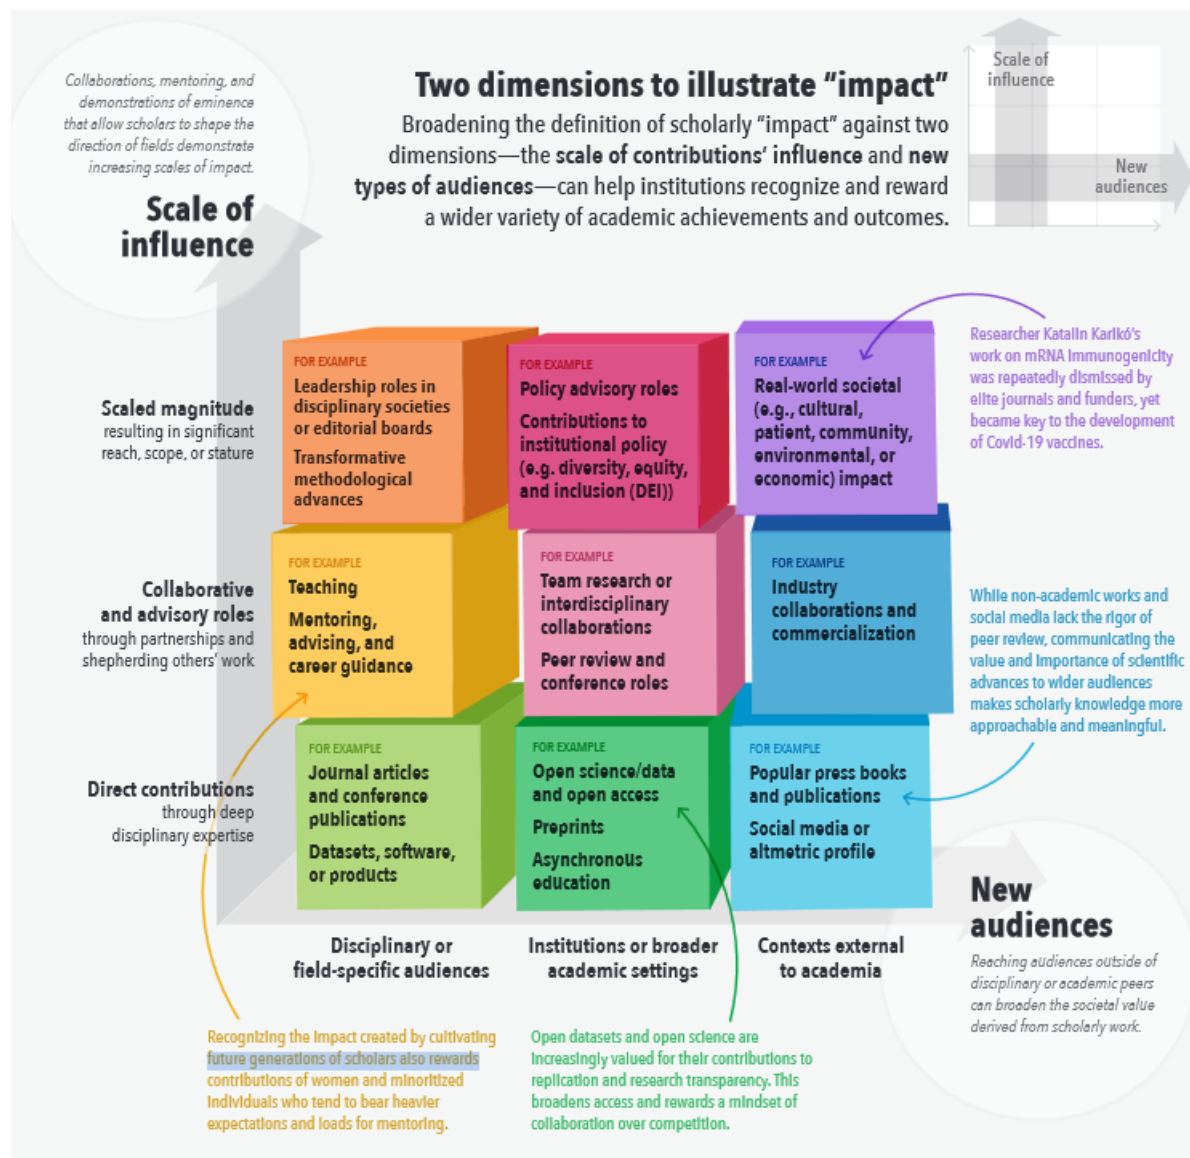 Collaborations, mentoring, and
demonstrations of eminence
that allow scholars to shape the
direction of fields demonstrate
increasing scales of impact.
Scale of
influence
Two dimensions to illustrate “impact”
Broadening the definition of scholarly “impact” against two
dimensions—the scale of contributions’ influence and new
types of audiences—can help institutions recognize and reward
a wider variety of academic achievements and outcomes.
Scale of
influence
New
audiences
Scaled magnitude
resulting in significant
reach, scope, or stature
FOR EXAMPLE
Leadership roles in
disciplinary societies
or editorial boards
Transformative
methodological
advances
FOR EXAMPLE
Policy advisory roles
Contributions to
institutional policy
(e.g. diversity, equity,
and inclusion (DEI))
FOR EXAMPLE
Real-world societal
(e.g., cultural,
patient, community,
environmental, or
economic) impact
Researcher Katalin Karikó’s
work on mRNA immunogenicity
was repeatedly dismissed by
elite journals and funders, yet
became key to the development
of Covid-19 vaccines.
Collaborative
and advisory roles
through partnerships and
shepherding others’ work
FOR EXAMPLE
Teaching
Mentoring,
advising, and
career guidance
FOR EXAMPLE
Team research or
interdisciplinary
collaborations
Peer review and
conference roles
FOR EXAMPLE
Industry
collaborations and
commercialization
While non-academic works and
social media lack the rigor of
peer review, communicating the
value and importance of scientific
advances to wider audiences
makes scholarly knowledge more
approachable and meaningful.
Direct contributions
through deep
disciplinary expertise
FOR EXAMPLE
Journal articles
and conference
publications
Datasets, software,
or products
FOR EXAMPLE
Open science/data
and open access
Preprints
Asynchronous
education
FOR EXAMPLE
Popular press books
and publications
Social media or
altmetric profile
New
audiences
Reaching audiences outside of
disciplinary or academic peers
can broaden the societal value
derived from scholarly work.
Disciplinary or
field-specific audiences
Institutions or broader
academic settings
Contexts external
to academia
Recognizing the impact created by cultivating
future generations of scholars also rewards
contributions of women and minoritized
individuals who tend to bear heavier
expectations and loads for mentoring.
Open datasets and open science are
increasingly valued for their contributions to
replication and research transparency. This
broadens access and rewards a mindset of
collaboration over competition.